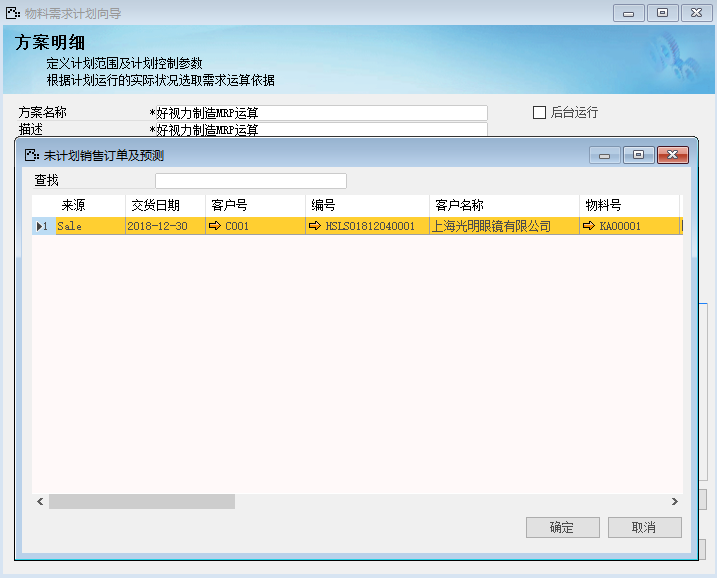 物料需求计划向导
方案明细
定义计划范围及计划控制参数
根据计划运行的实际状况选取需求运算依据
方案名称 *好视力制造MRP运算 后台运行
描述 *好视力制造MRP运算
未计划销售订单及预测
查找
来源 交货日期 客户号 编号 客户名称 物料号
1 Sale 2018-12-30 C001 HSLS01812040001 上海光明眼镜有限公司 KA00001
确定 取消